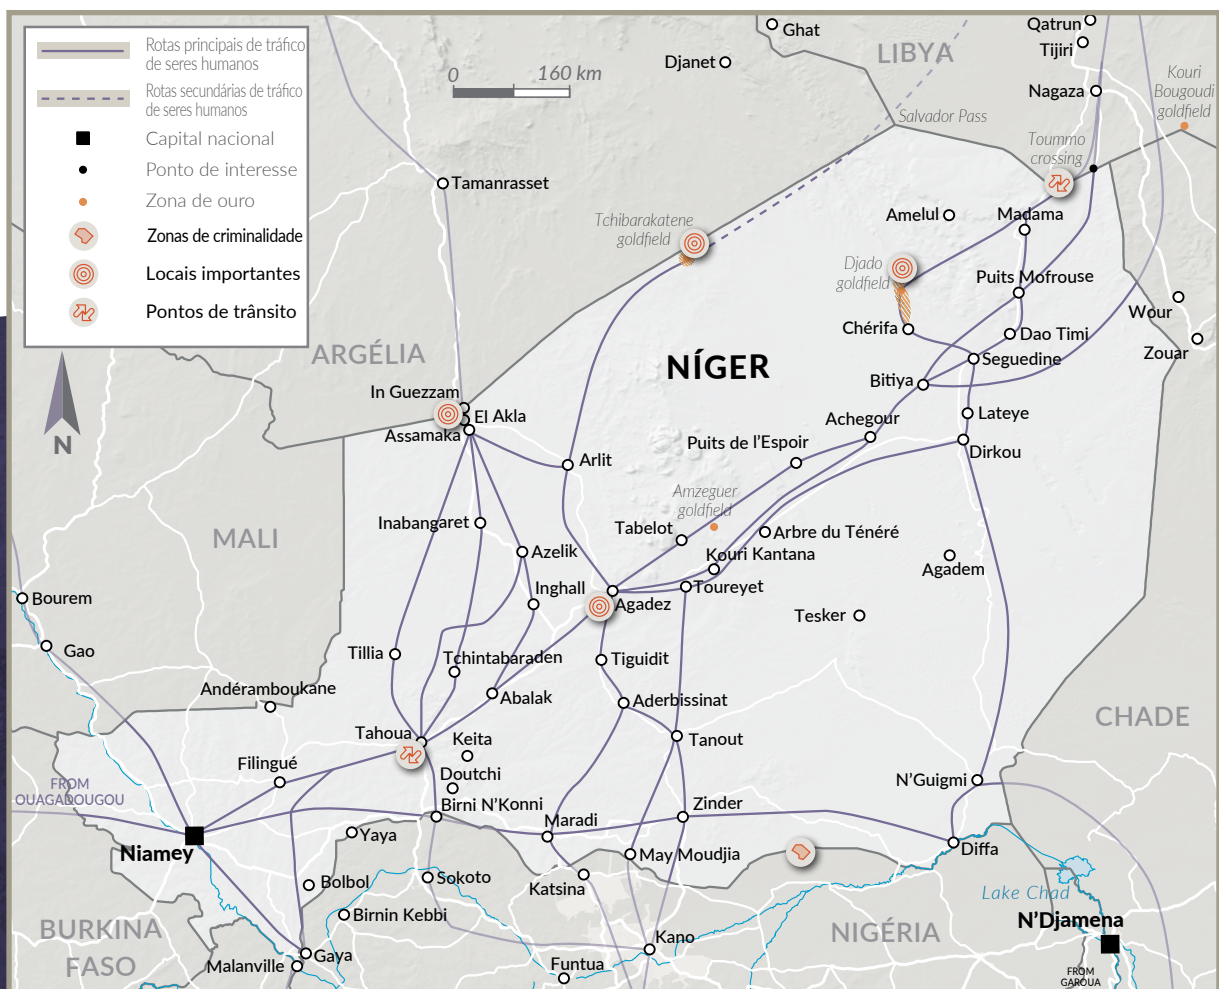 Rotas principais de tráfico
de seres humanos
Rotas secundárias de tráfico
de seres humanos
Capital nacional
Ponto de interesse
Zona de ouro
Zonas de criminalidade
Locais importantes
Pontos de trânsito
N
0
160 km
Ghat
Djanet
LIBYA
Qatrun
Tijiri
Nagaza
Kouri
Bougoudi
goldfield
Salvador Pass
Toummo
crossing
Tamanrasset
Tchibarakatene
goldfield
Amelul
Madama
Djado
goldfield
Puits Mofrouse
Wour
Chérifa
Dao Timi
Zouar
ARGÉLIA
NÍGER
Seguedine
Bitiya
In Guezzam
El Akla
Assamaka
Achegour
Lateye
Puits de l'Espoir
Dirkou
Arlit
Amzeguer
goldfield
Inabangaret
Tabelot
Arbre du Ténéré
MALI
Azelik
Kouri Kantana
Agadem
Inghall
Toureyet
Agadez
Bourem
Tesker
Gao
Tillia
Tchintabaraden
Tiguidit
Andéramboukane
Abalak
Aderbissinat
CHADE
Tahoua
Keita
Tanout
Filingué
Doutchi
N'Guigmi
FROM
OUAGADOUGOU
Birni N'Konni
Zinder
Maradi
Yaya
Niamey
May Moudjia
Diffa
Bolbol
Sokoto
Katsina
Lake Chad
Birnin Kebbi
N'Djamena
BURKINA
FASO
NIGÉRIA
Kano
Gaya
Malanville
Funtua
FROM
GAROUA